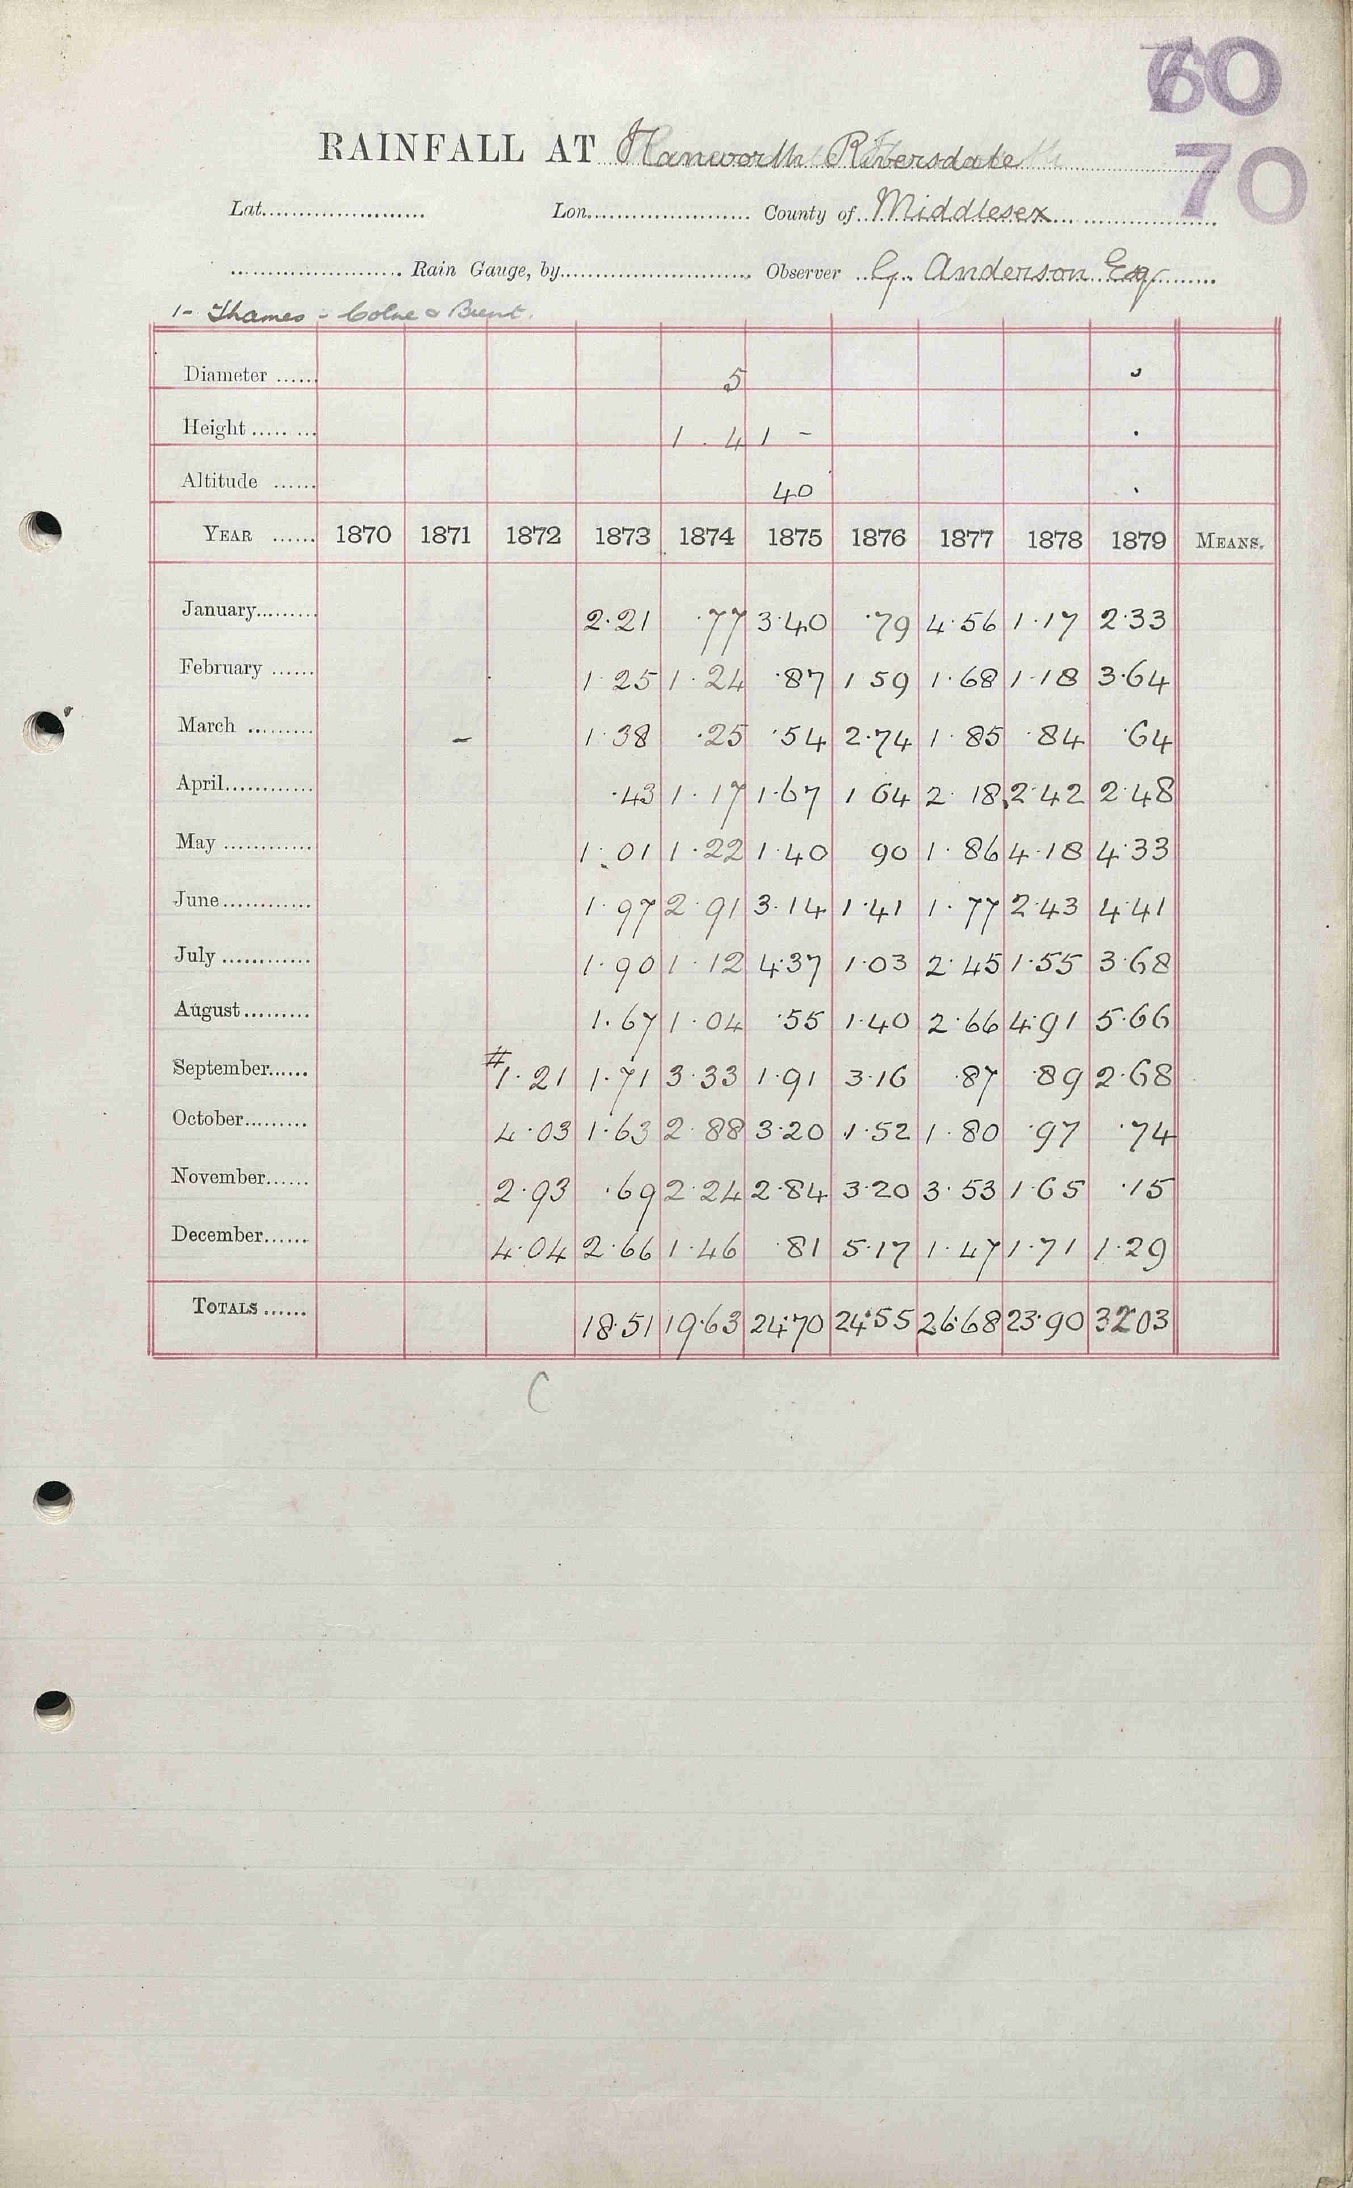 60
70
RAINFALL AT Hanworth Riversdale
Lat. Lon. County of Middlesex
Rain Gauge, by Observer G. Anderson Esq
1- Thames - Colne & Brent.
Diameter 5
Height 1 . 4 1 -
Altitude 40
YEAR 1870 1871 1872 1873 1874 1875 1876 1877 1878 1879 MEANS.
January 2.21 .77 3.40 .79 4.56 1.17 2.33
February 1.25 1.24 .87 1 59 1.68 1.18 3.64
March - 1.38 .25 .54 2.74 1.85 .84 .64
April .43 1.17 1.67 1 64 2.18 2.42 2.48
May 1.01 1.22 1.40 90 1.86 4.18 4.33
June 1.97 2.91 3.14 1.41 1.77 2.43 4.41
July 1.90 1.12 4.37 1.03 2.45 1.55 3.68
August 1.67 1.04 .55 1.40 2.66 4.91 5.66
September # 1.21 1.71 3.33 1.91 3.16 .87 .89 2.68
October 4.03 1.63 2.88 3.20 1.52 1.80 .97 .74
November 2.93 .69 2.24 2.84 3.20 3.53 1.65 .15
December 4.04 2.66 1.46 .81 5.17 1.47 1.71 1.29
TOTALS 18.51 19.63 24.70 24.55 26.68 23.90 32.03
C